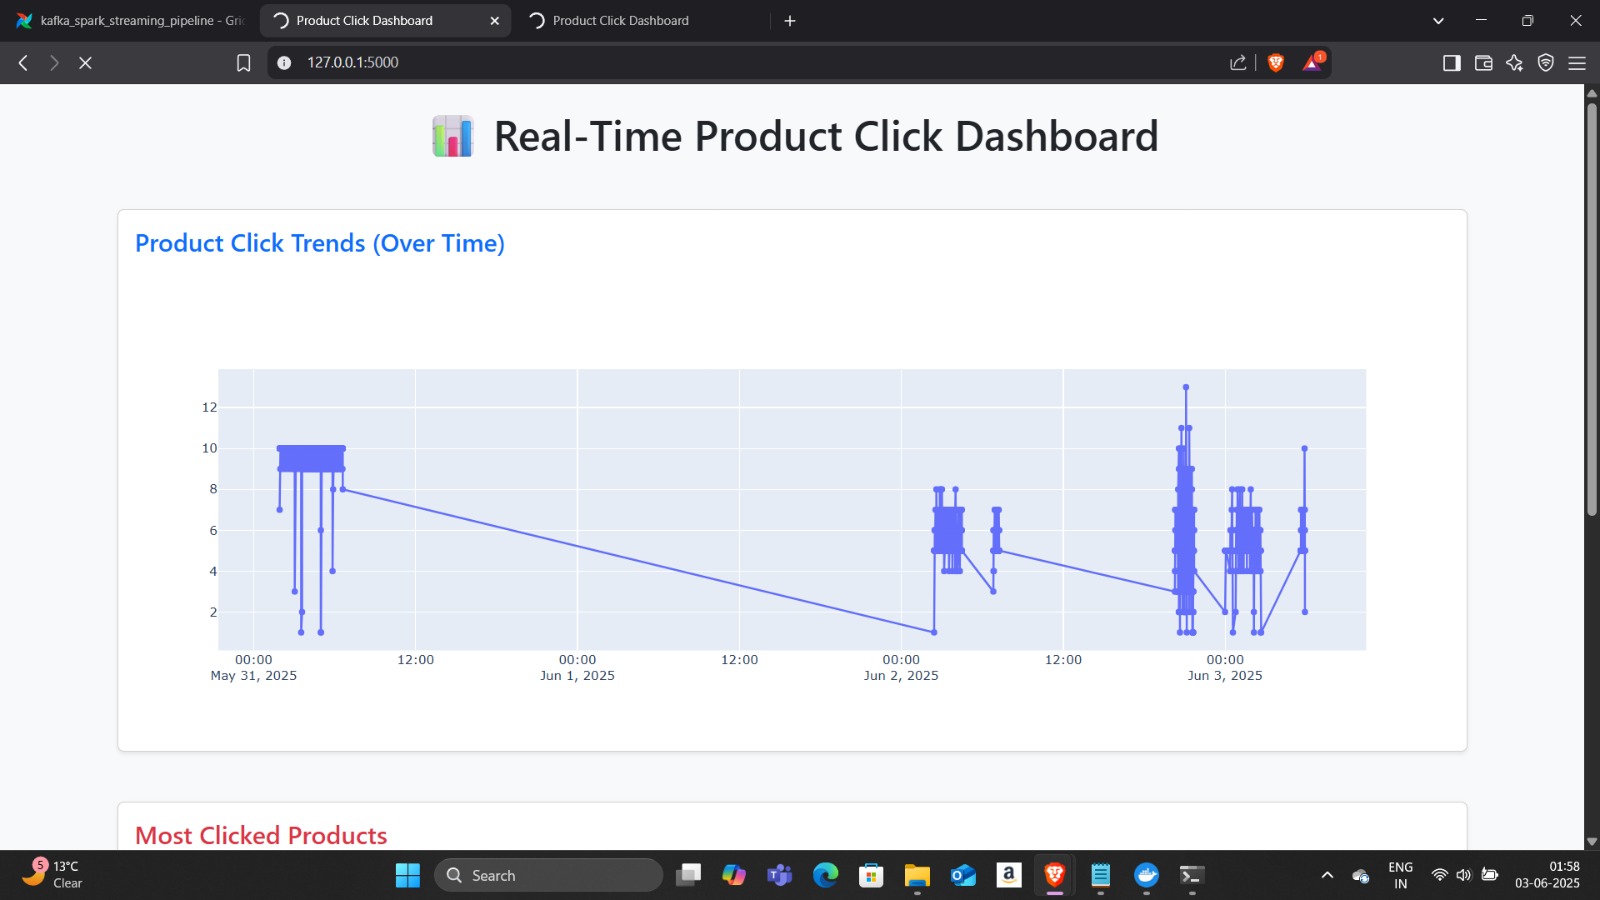 kafka_spark_streaming_pipeline - Gri
Product Click Dashboard
Product Click Dashboard
127.0.0.1:5000
1
Real-Time Product Click Dashboard
Product Click Trends (Over Time)
12
10
8
6
4
2
00:00
May 31, 2025
12:00
00:00
Jun 1, 2025
12:00
00:00
Jun 2, 2025
12:00
00:00
Jun 3, 2025
Most Clicked Products
5
13°C
Clear
Search
ENG
IN
01:58
03-06-2025